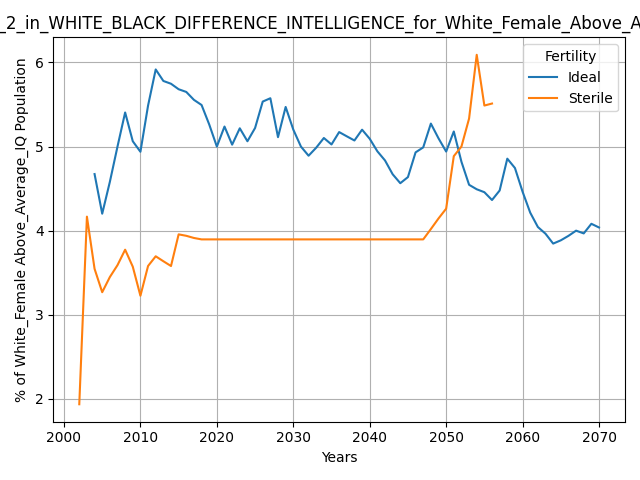 _2_in_WHITE_BLACK_DIFFERENCE_INTELLIGENCE_for_White_Female_Above_A
% of White_Female Above_Average_IQ Population
6
5
4
3
2
Fertility
Ideal
Sterile
2000 2010 2020 2030 2040 2050 2060 2070
Years